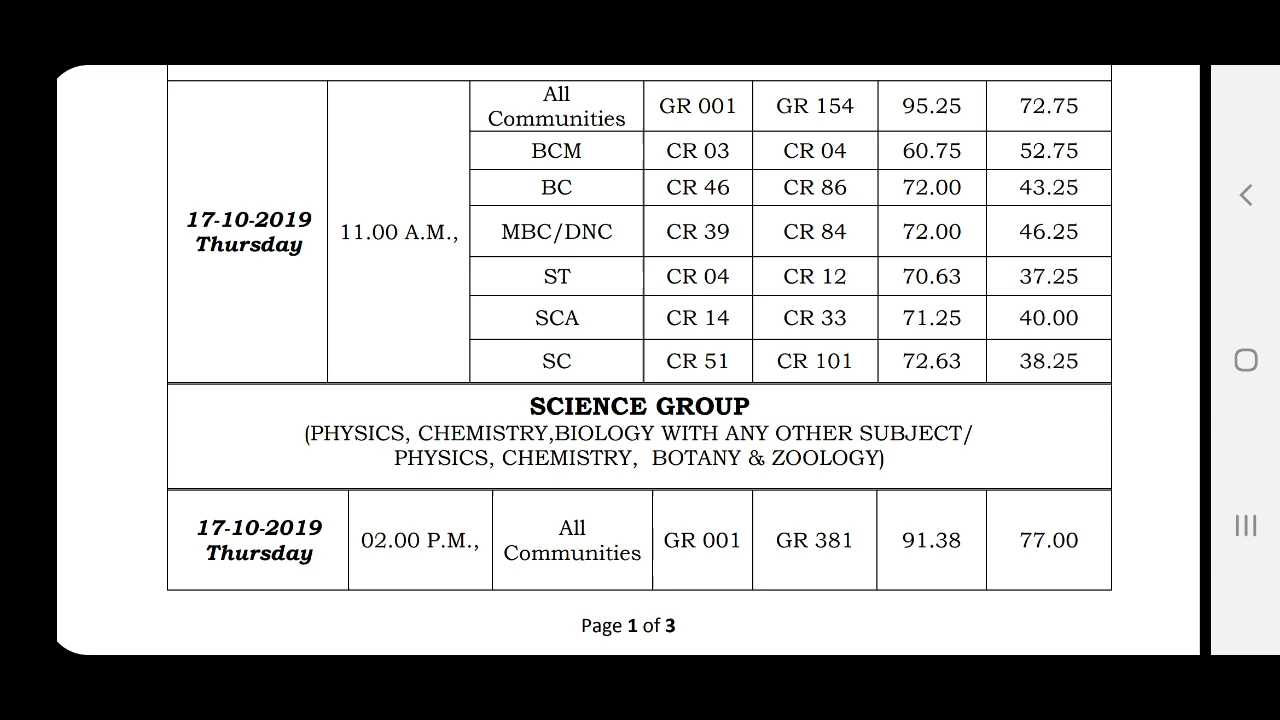 All
Communities
GR 001 GR 154 95.25 72.75
BCM CR 03 CR 04 60.75 52.75
BC CR 46 CR 86 72.00 43.25
17-10-2019
Thursday
11.00 A.M.,
MBC/DNC CR 39 CR 84 72.00 46.25
ST CR 04 CR 12 70.63 37.25
SCA CR 14 CR 33 71.25 40.00
SC CR 51 CR 101 72.63 38.25
SCIENCE GROUP
(PHYSICS, CHEMISTRY,BIOLOGY WITH ANY OTHER SUBJECT/
PHYSICS, CHEMISTRY, BOTANY & ZOOLOGY)
17-10-2019
Thursday
02.00 P.M.,
All
Communities
GR 001 GR 381 91.38 77.00
Page 1 of 3